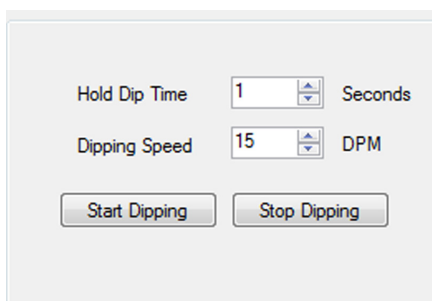 Hold Dip Time 1 Seconds
Dipping Speed 15 DPM
Start Dipping Stop Dipping